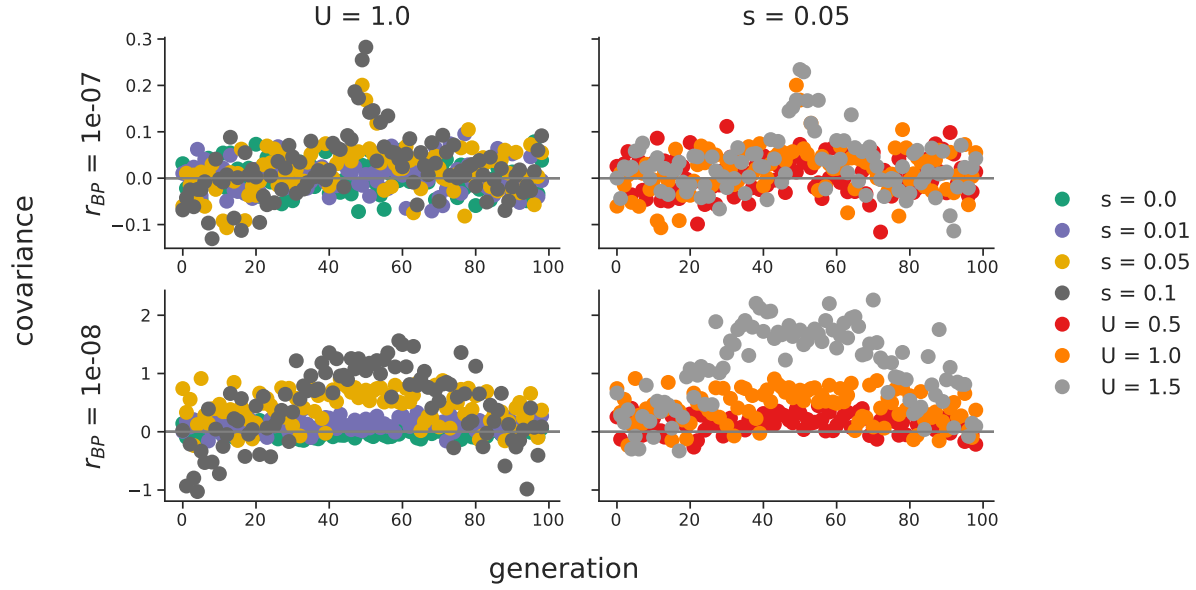 U = 1.0
s = 0.05
r_BP = 1e-07
0.3
0.2
0.1
0.0
−0.1
0 20 40 60 80 100
0 20 40 60 80 100
covariance
r_BP = 1e-08
2
1
0
−1
0 20 40 60 80 100
0 20 40 60 80 100
generation
s = 0.0
s = 0.01
s = 0.05
s = 0.1
U = 0.5
U = 1.0
U = 1.5